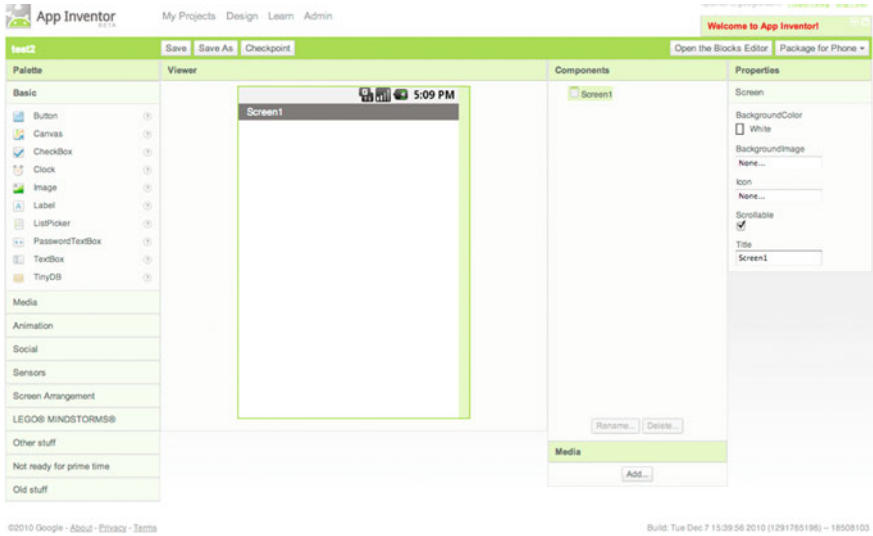 App Inventor
BETA
My Projects Design Learn Admin
Welcome to App Inventor!
test2
Save Save As Checkpoint
Open the Blocks Editor Package for Phone
Palette
Basic
Button
Canvas
CheckBox
Clock
Image
Label
ListPicker
PasswordTextBox
TextBox
TinyDB
Media
Animation
Social
Sensors
Screen Arrangement
LEGO® MINDSTORMS®
Other stuff
Not ready for prime time
Old stuff
Viewer
5:09 PM
Screen1
Components
Screen1
Rename... Delete...
Media
Add...
Properties
Screen
BackgroundColor
White
BackgroundImage
None...
Icon
None...
Scrollable
Title
Screen1
©2010 Google - About - Privacy - Terms
Build: Tue Dec 7 15:39:56 2010 (1291765196) -- 18508103